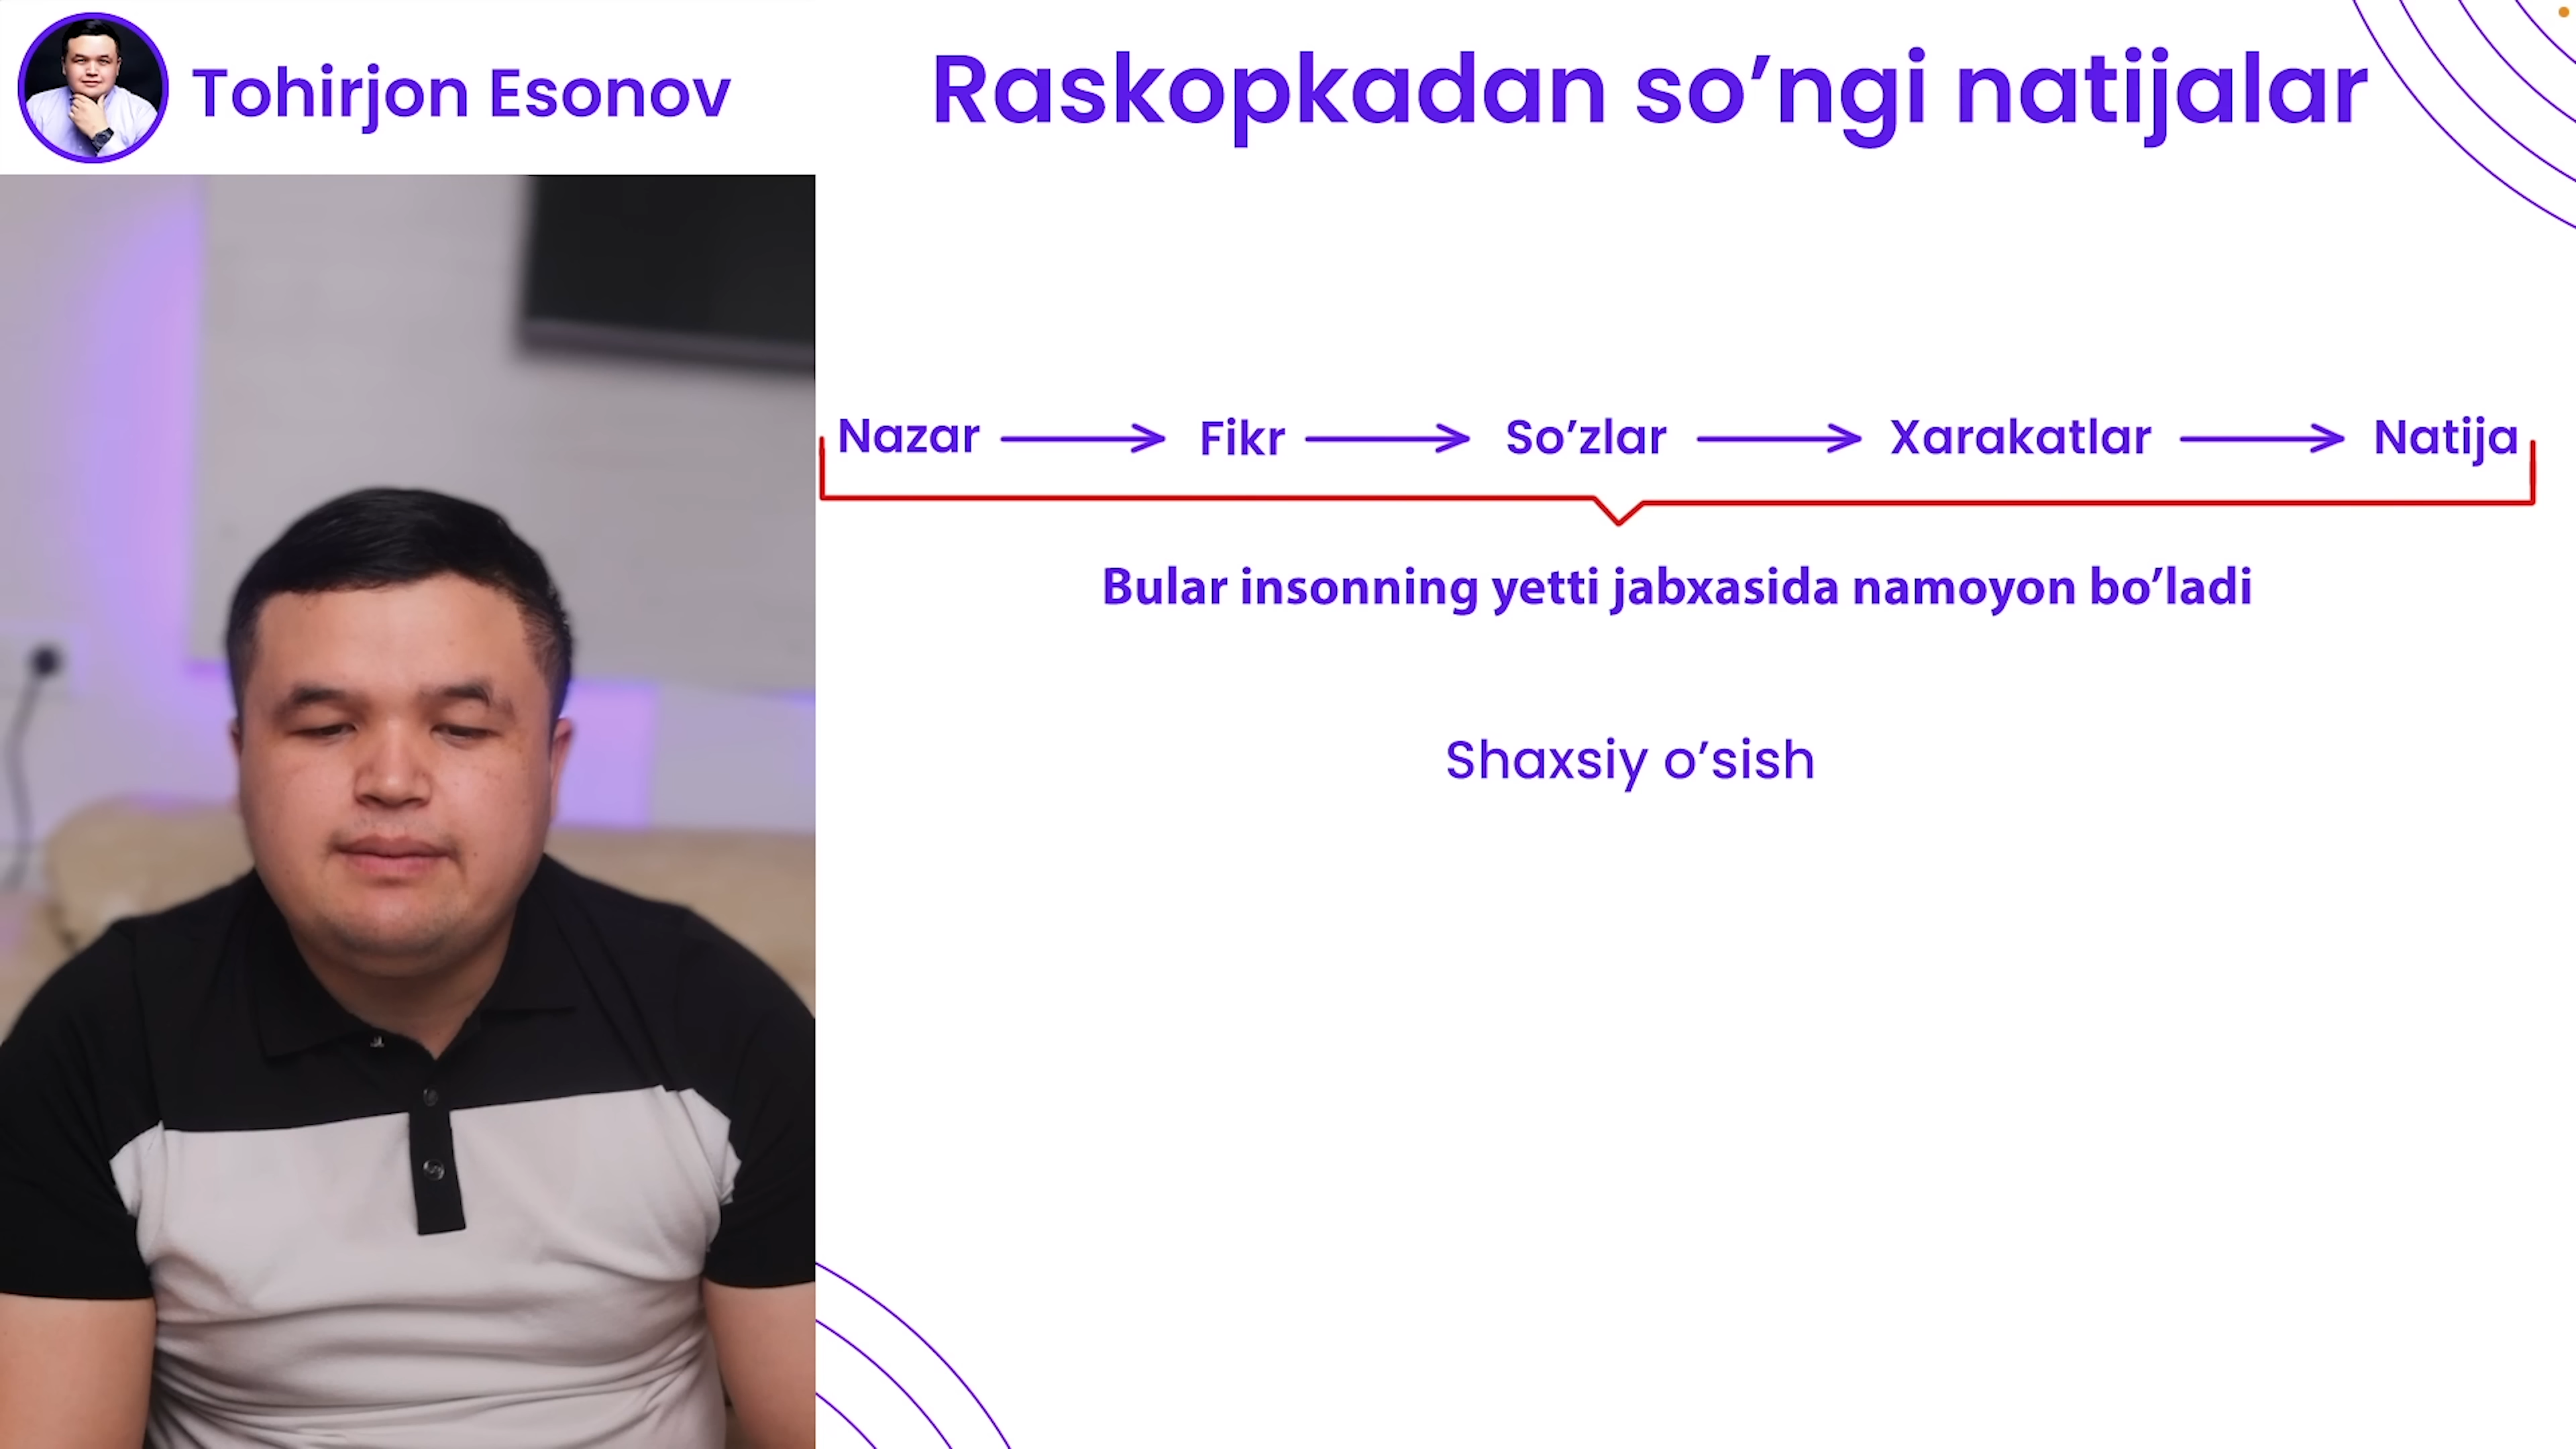 Tohirjon Esonov
Raskopkadan so’ngi natijalar
Nazar Fikr So’zlar Xarakatlar Natija
Bular insonning yetti jabxasida namoyon bo’ladi
Shaxsiy o’sish